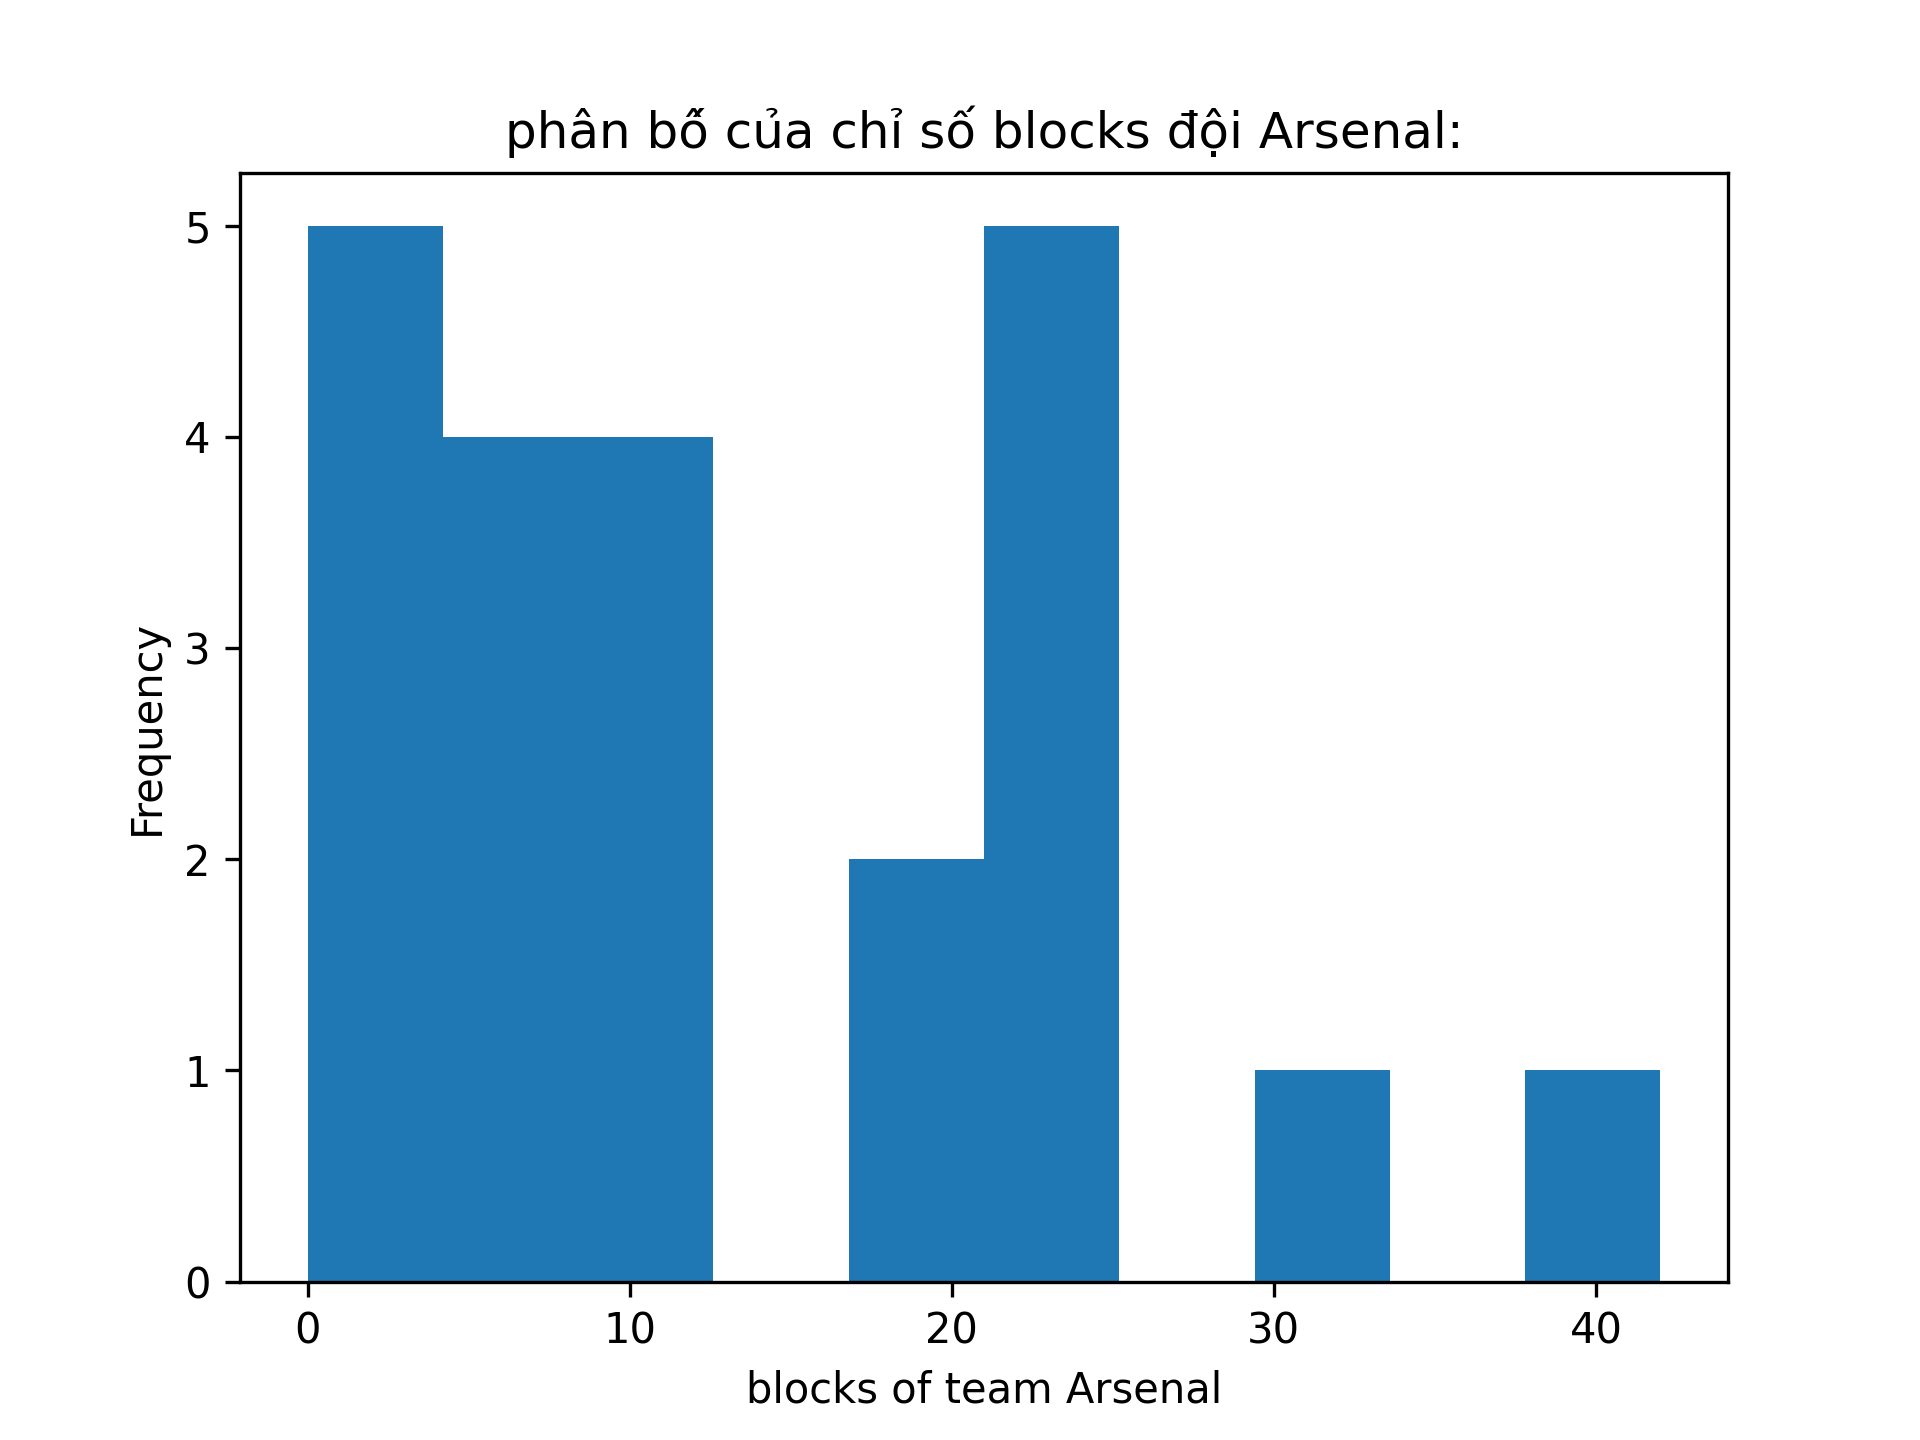 phân bỗ của chỉ số blocks đội Arsenal:
5
4
3
2
1
0
Frequency
0 10 20 30 40
blocks of team Arsenal